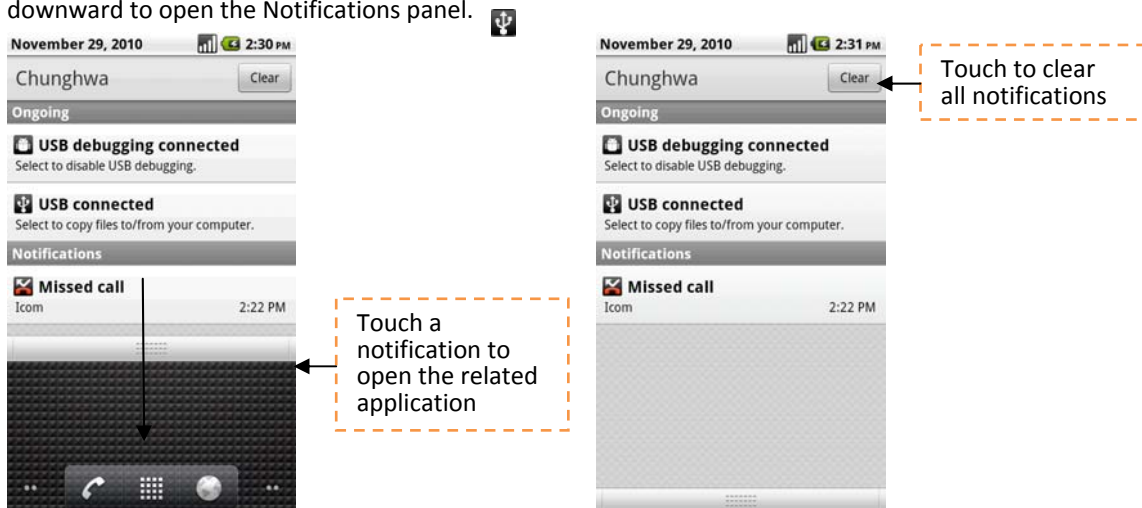 downward to open the Notifications panel.
November 29, 2010 2:30 PM
Chunghwa Clear
Ongoing
USB debugging connected
Select to disable USB debugging.
USB connected
Select to copy files to/from your computer.
Notifications
Missed call
Icom 2:22 PM
Touch a
notification to
open the related
application
November 29, 2010 2:31 PM
Chunghwa Clear
Ongoing
USB debugging connected
Select to disable USB debugging.
USB connected
Select to copy files to/from your computer.
Notifications
Missed call
Icom 2:22 PM
Touch to clear
all notifications